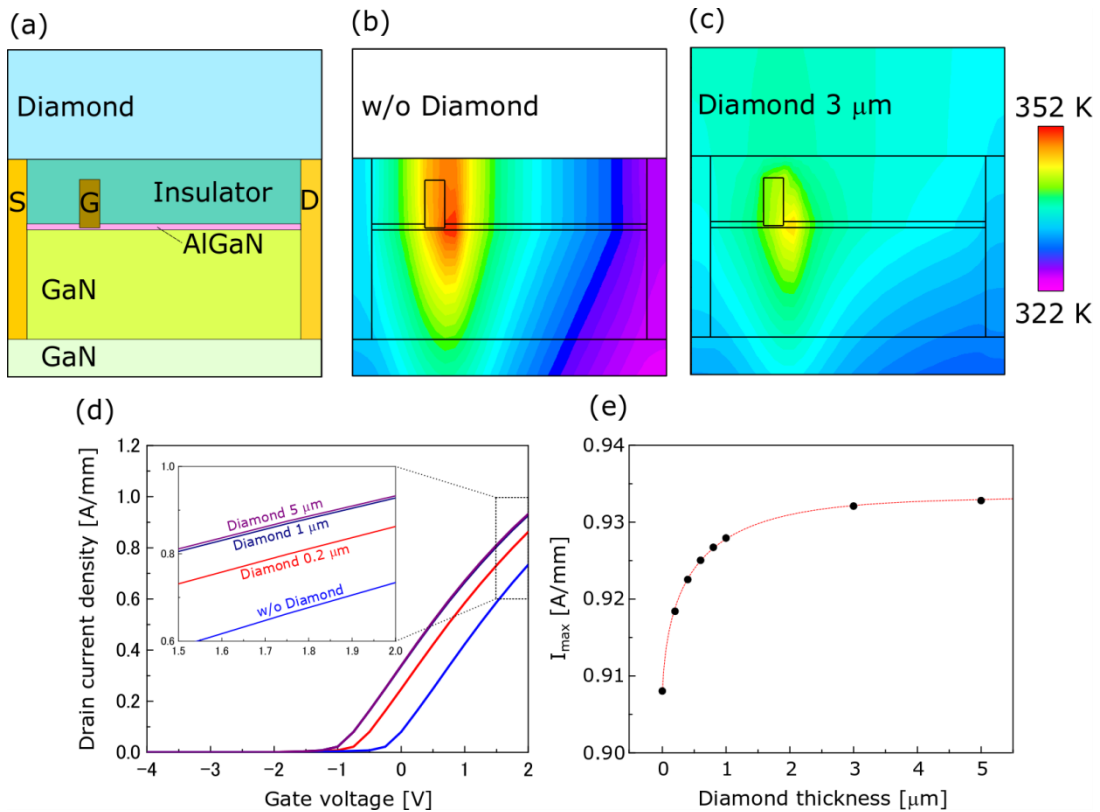 (a)
Diamond
S
G
Insulator
D
AlGaN
GaN
GaN
(b)
w/o Diamond
(c)
Diamond 3 μm
352 K
322 K
(d)
Drain current density [A/mm]
1.2
1.0
0.8
0.6
0.4
0.2
0.0
1.0
0.8
0.6
Diamond 5 μm
Diamond 1 μm
Diamond 0.2 μm
w/o Diamond
1.5 1.6 1.7 1.8 1.9 2.0
-4 -3 -2 -1 0 1 2
Gate voltage [V]
(e)
Imax [A/mm]
0.94
0.93
0.92
0.91
0.90
0 1 2 3 4 5
Diamond thickness [μm]